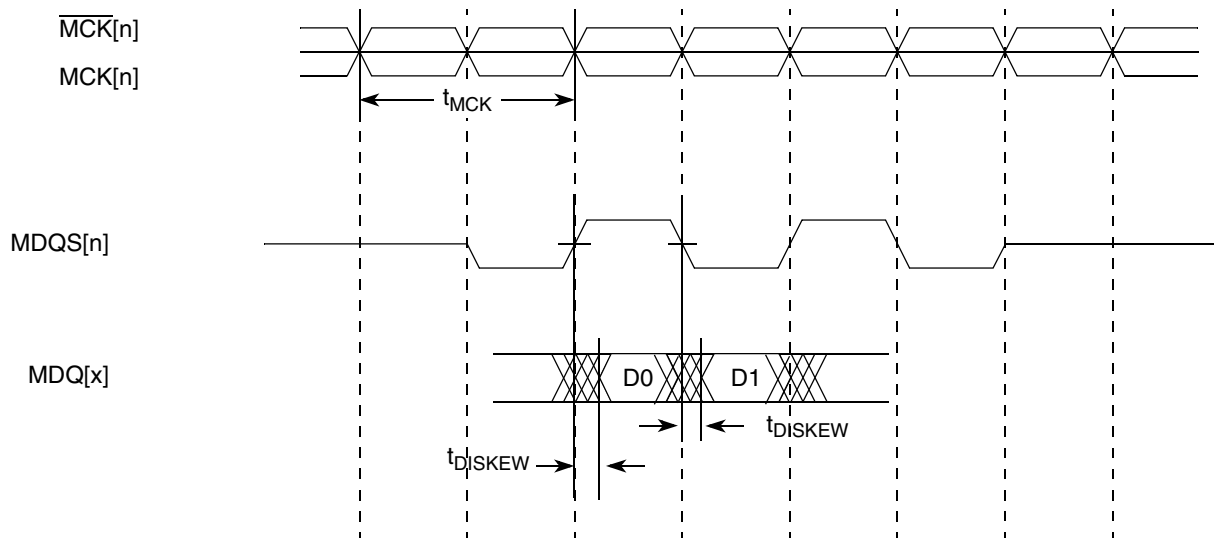 MCK[n]
MCK[n]
tMCK
MDQS[n]
MDQ[x]
D0
D1
tDISKEW
tDISKEW